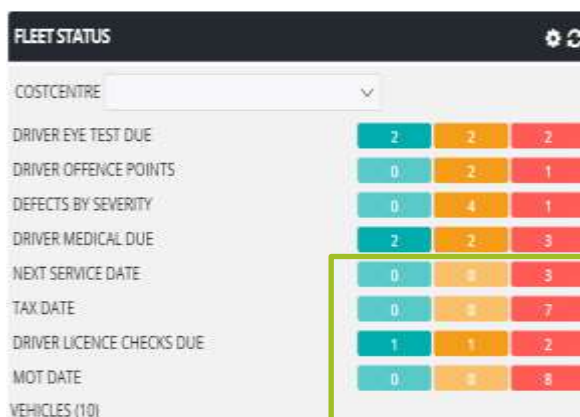 FLEET STATUS
COSTCENTRE
DRIVER EYE TEST DUE 2 2 2
DRIVER OFFENCE POINTS 0 2 1
DEFECTS BY SEVERITY 0 4 1
DRIVER MEDICAL DUE 2 2 3
NEXT SERVICE DATE 0 0 3
TAX DATE 0 0 7
DRIVER LICENCE CHECKS DUE 1 1 2
MOT DATE 0 0 8
VEHICLES (10)